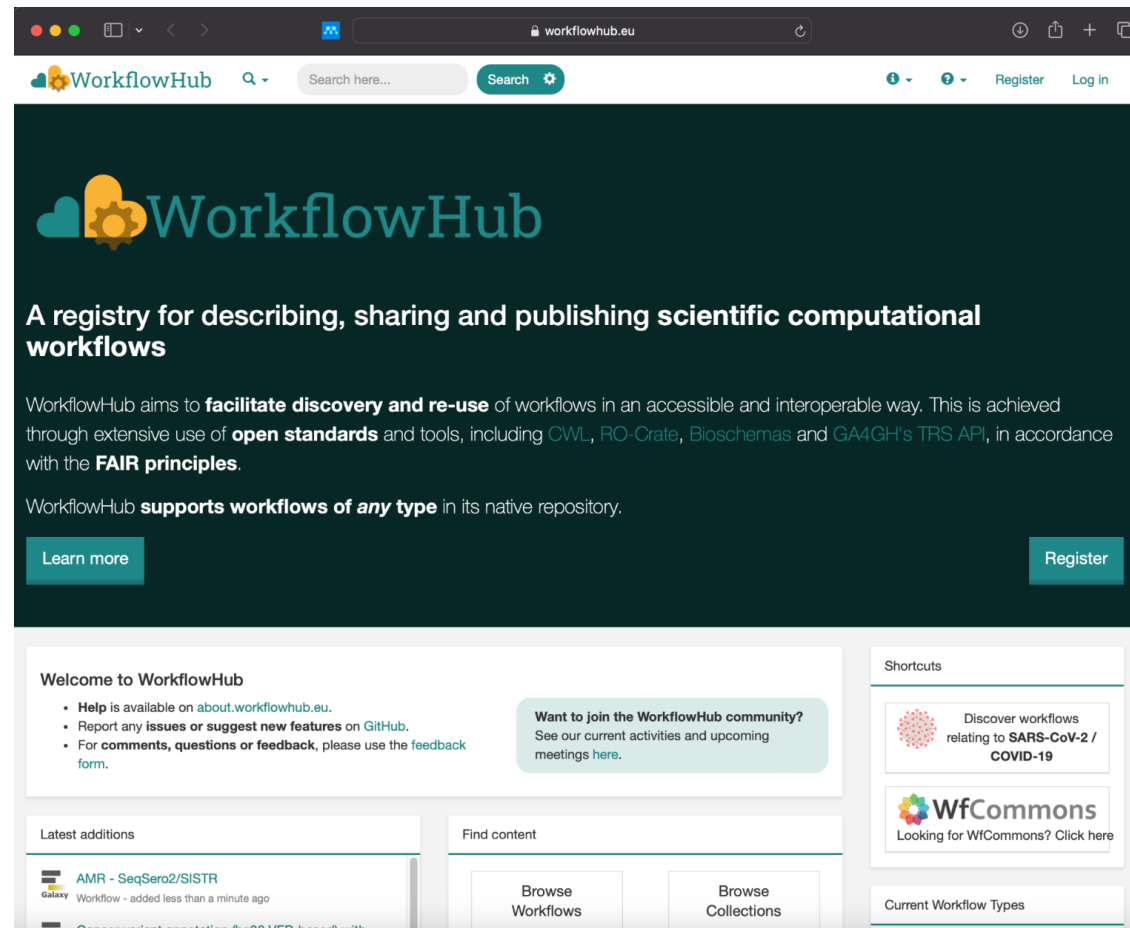 workflowhub.eu
WorkflowHub
Search here...
Search
Register
Log in
WorkflowHub
A registry for describing, sharing and publishing scientific computational
workflows
WorkflowHub aims to facilitate discovery and re-use of workflows in an accessible and interoperable way. This is achieved
through extensive use of open standards and tools, including CWL, RO-Crate, Bioschemas and GA4GH's TRS API, in accordance
with the FAIR principles.
WorkflowHub supports workflows of any type in its native repository.
Learn more
Register
Welcome to WorkflowHub
• Help is available on about.workflowhub.eu.
• Report any issues or suggest new features on GitHub.
• For comments, questions or feedback, please use the feedback
form.
Want to join the WorkflowHub community?
See our current activities and upcoming
meetings here.
Shortcuts
Discover workflows
relating to SARS-CoV-2 /
COVID-19
WfCommons
Looking for WfCommons? Click here
Latest additions
Galaxy
AMR - SeqSero2/SISTR
Workflow - added less than a minute ago
Find content
Browse
Workflows
Browse
Collections
Current Workflow Types